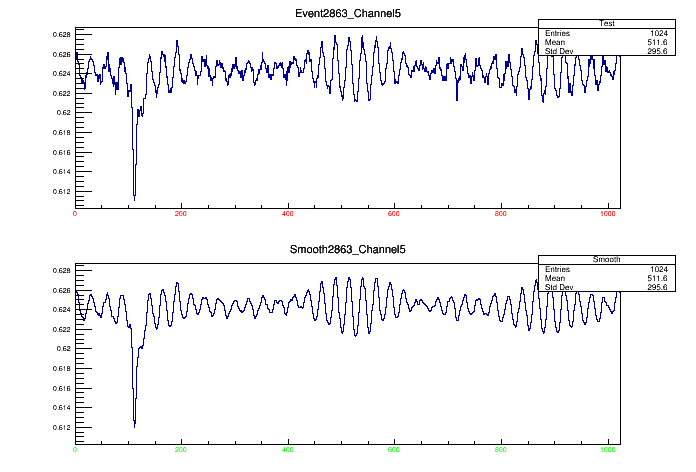 Event2863_Channel5
Test
Entries 1024
Mean 511.6
Std Dev 295.6
0.628
0.626
0.624
0.622
0.62
0.618
0.616
0.614
0.612
0 200 400 600 800 1000
Smooth2863_Channel5
Smooth
Entries 1024
Mean 511.6
Std Dev 295.6
0.628
0.626
0.624
0.622
0.62
0.618
0.616
0.614
0.612
0 200 400 600 800 1000